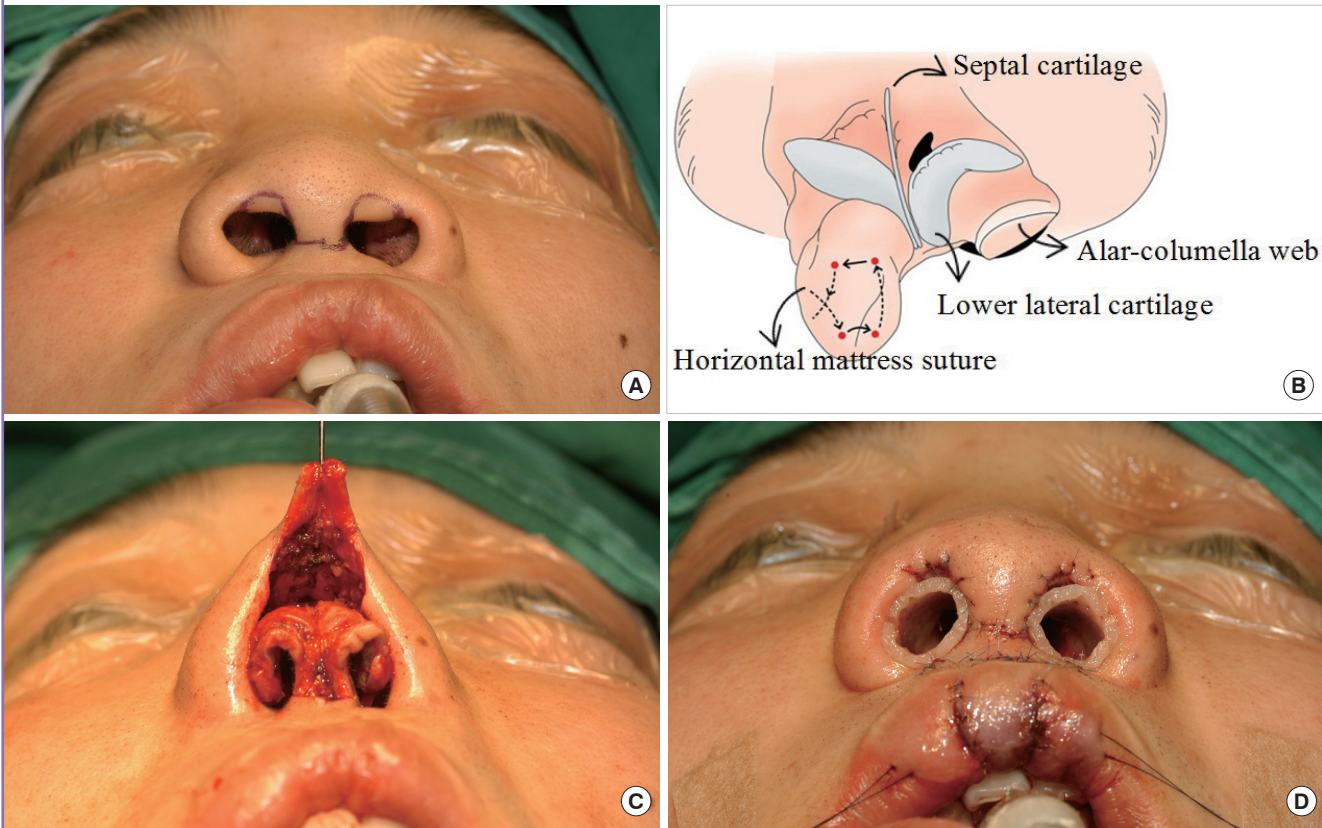 A
Septal cartilage
Alar-columella web
Lower lateral cartilage
Horizontal mattress suture
B
C
D